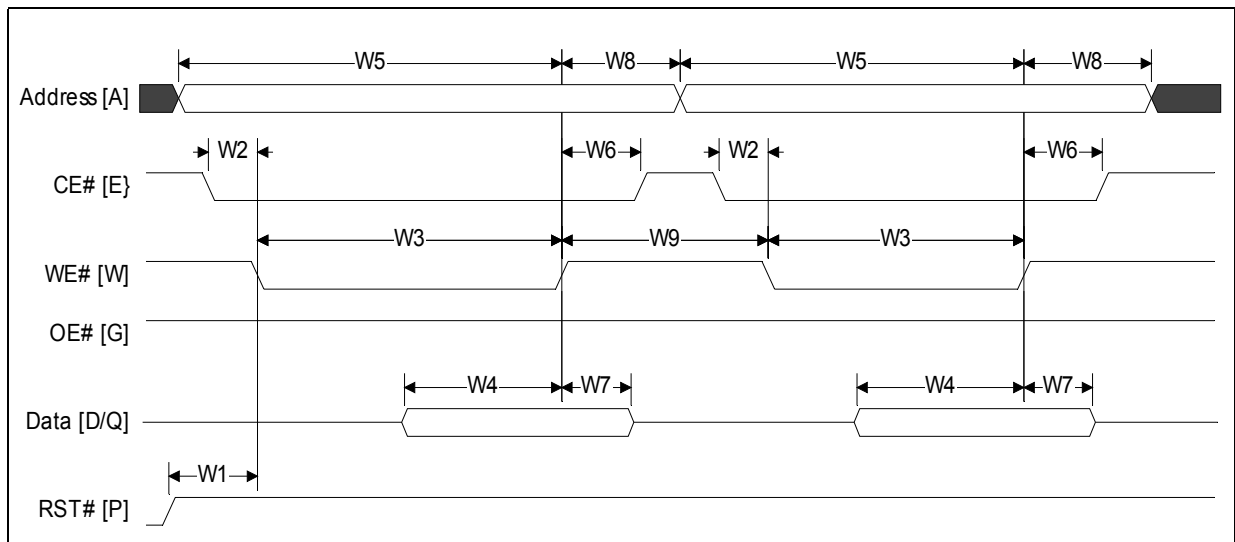 W5 W8 W5 W8
Address [A]
W2 W6 W2 W6
CE# [E}
W3 W9 W3
WE# [W]
OE# [G]
W4 W7 W4 W7
Data [D/Q]
W1
RST# [P]